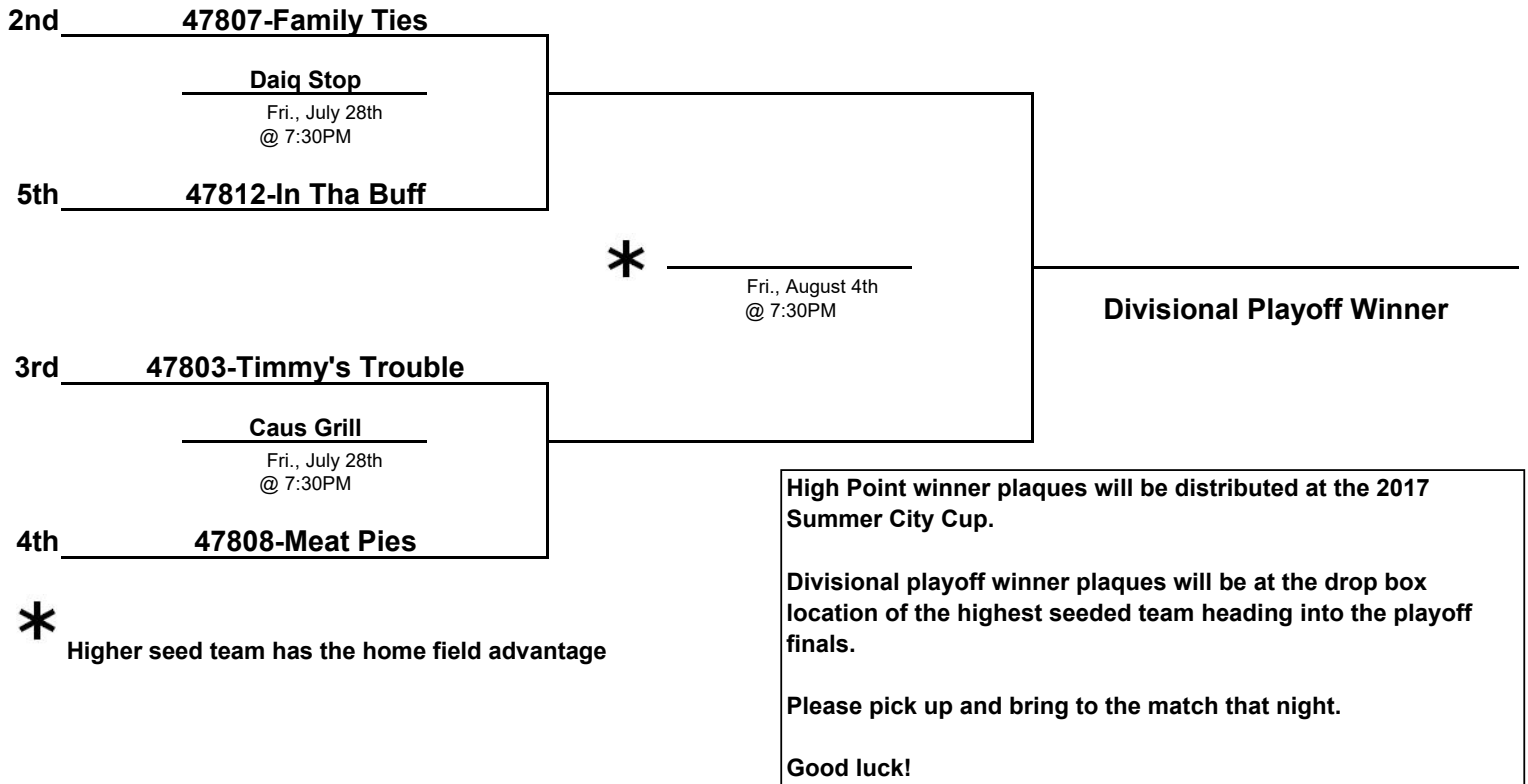 2nd 47807-Family Ties
Daiq Stop
Fri., July 28th
@ 7:30PM
5th 47812-In Tha Buff
*
Fri., August 4th
@ 7:30PM
Divisional Playoff Winner
3rd 47803-Timmy's Trouble
Caus Grill
Fri., July 28th
@ 7:30PM
4th 47808-Meat Pies
* Higher seed team has the home field advantage
High Point winner plaques will be distributed at the 2017
Summer City Cup.
Divisional playoff winner plaques will be at the drop box
location of the highest seeded team heading into the playoff
finals.
Please pick up and bring to the match that night.
Good luck!